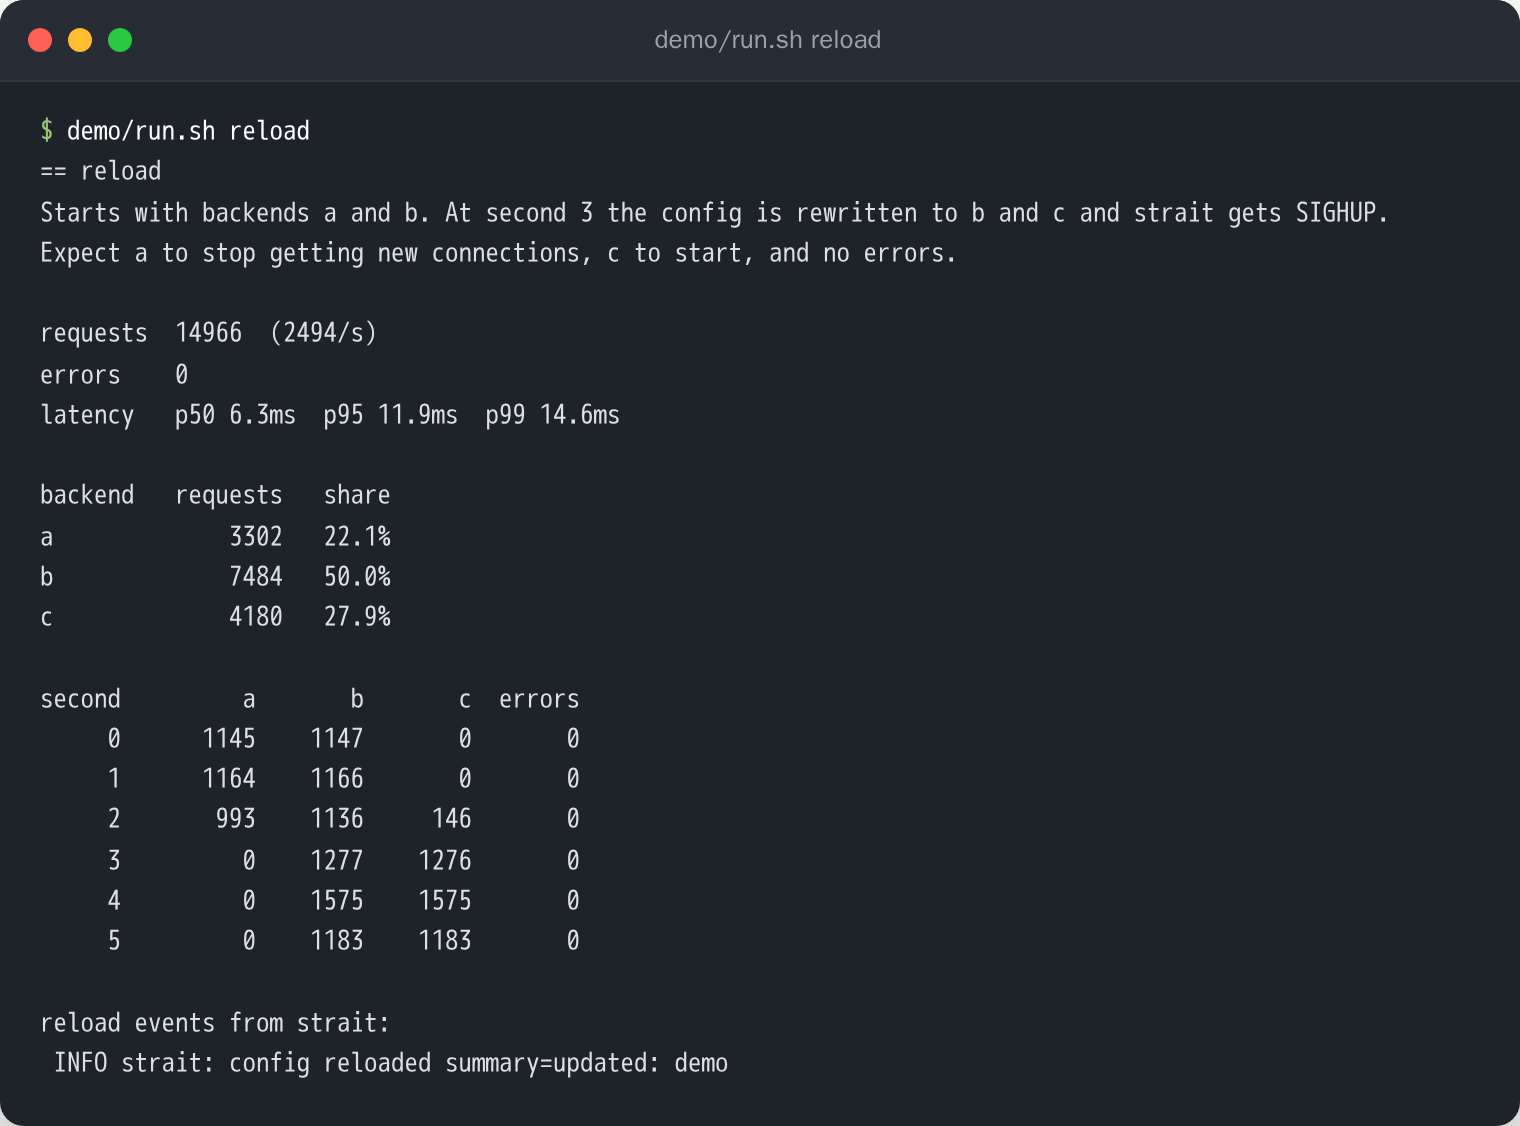 demo/run.sh reload
$ demo/run.sh reload
== reload
Starts with backends a and b. At second 3 the config is rewritten to b and c and strait gets SIGHUP.
Expect a to stop getting new connections, c to start, and no errors.
requests  14966  (2494/s)
errors    0
latency   p50 6.3ms  p95 11.9ms  p99 14.6ms
backend   requests   share
a             3302   22.1%
b             7484   50.0%
c             4180   27.9%
second         a       b       c  errors
     0      1145    1147       0       0
     1      1164    1166       0       0
     2       993    1136     146       0
     3         0    1277    1276       0
     4         0    1575    1575       0
     5         0    1183    1183       0
reload events from strait:
 INFO strait: config reloaded summary=updated: demo